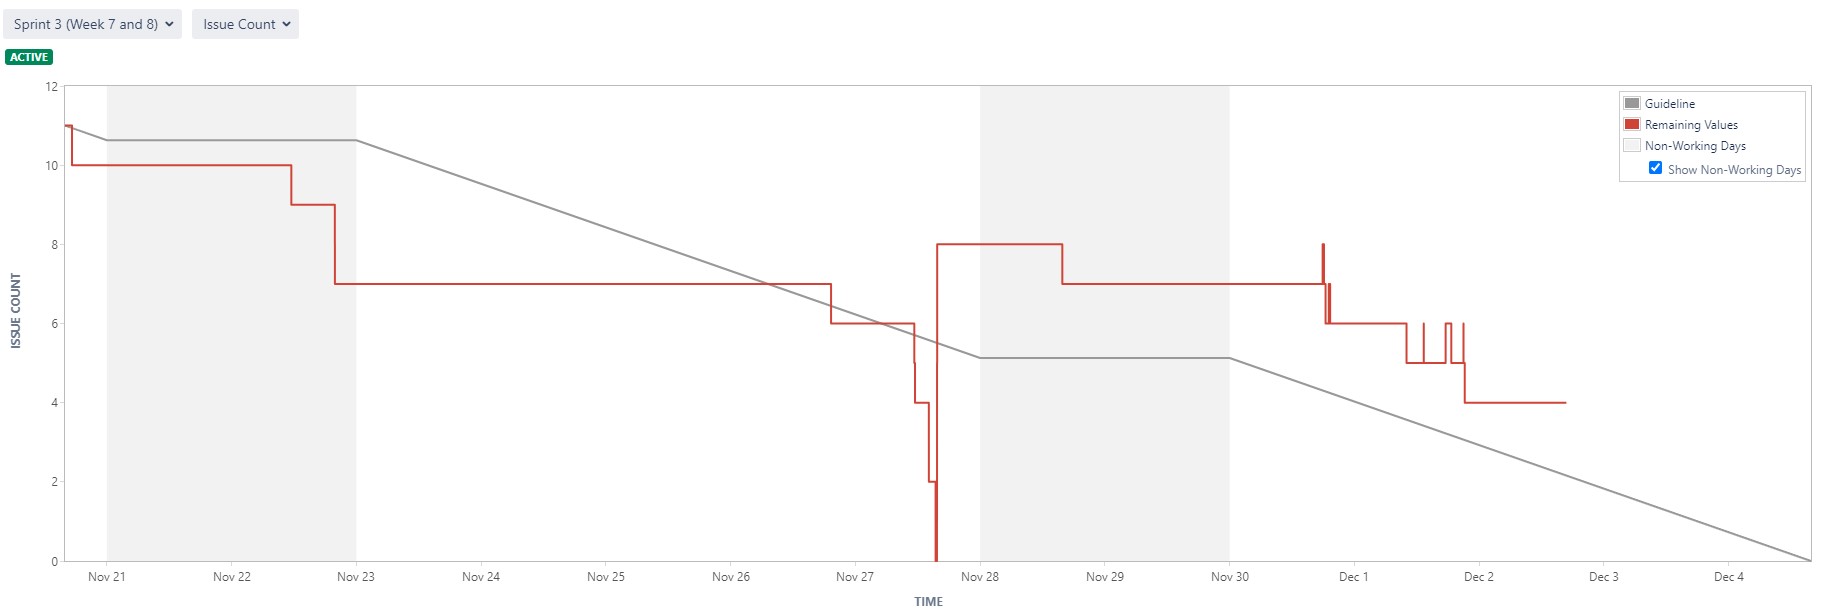 Sprint 3 (Week 7 and 8) Issue Count
ACTIVE
12
10
8
6
4
2
0
ISSUE COUNT
Guideline
Remaining Values
Non-Working Days
Show Non-Working Days
Nov 21 Nov 22 Nov 23 Nov 24 Nov 25 Nov 26 Nov 27 Nov 28 Nov 29 Nov 30 Dec 1 Dec 2 Dec 3 Dec 4
TIME